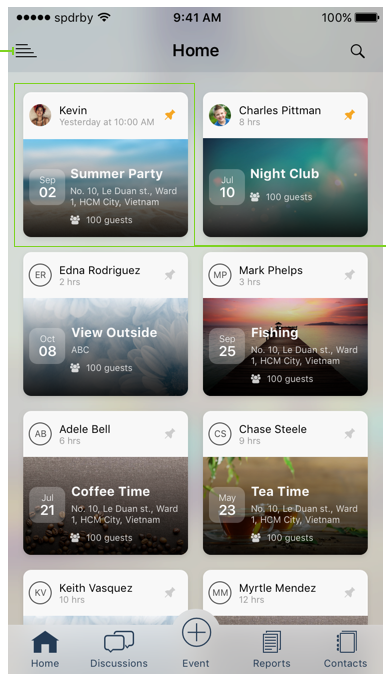 spdrby 9:41 AM 100%
Home
Kevin
Yesterday at 10:00 AM
Sep
02
Summer Party
No. 10, Le Duan st., Ward
1, HCM City, Vietnam
100 guests
Charles Pittman
8 hrs
Jul
10
Night Club
100 guests
ER
Edna Rodriguez
2 hrs
Oct
08
View Outside
ABC
100 guests
MP
Mark Phelps
3 hrs
Sep
25
Fishing
No. 10, Le Duan st., Ward
1, HCM City, Vietnam
100 guests
AB
Adele Bell
6 hrs
Jul
21
Coffee Time
No. 10, Le Duan st., Ward
1, HCM City, Vietnam
100 guests
CS
Chase Steele
9 hrs
May
23
Tea Time
No. 10, Le Duan st., Ward
1, HCM City, Vietnam
100 guests
KV
Keith Vasquez
10 hrs
MM
Myrtle Mendez
12 hrs
Home Discussions Event Reports Contacts